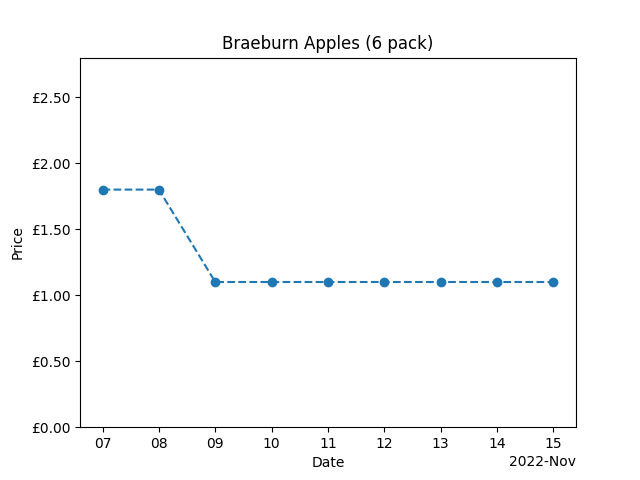 Braeburn Apples (6 pack)
£2.50
£2.00
£1.50
£1.00
£0.50
£0.00
Price
07 08 09 10 11 12 13 14 15
Date
2022-Nov